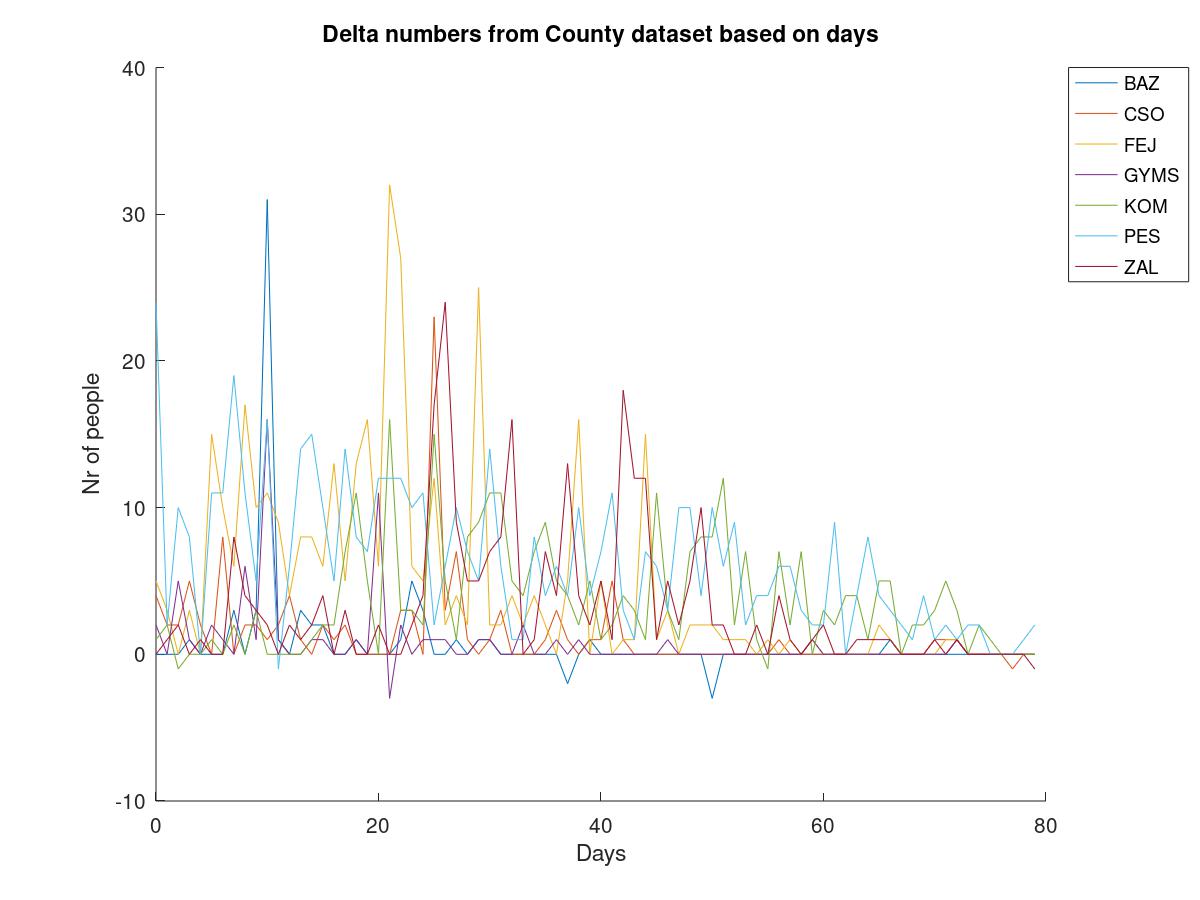 Delta numbers from County dataset based on days
40
30
20
10
0
-10
0 20 40 60 80
Nr of people
Days
BAZ
CSO
FEJ
GYMS
KOM
PES
ZAL